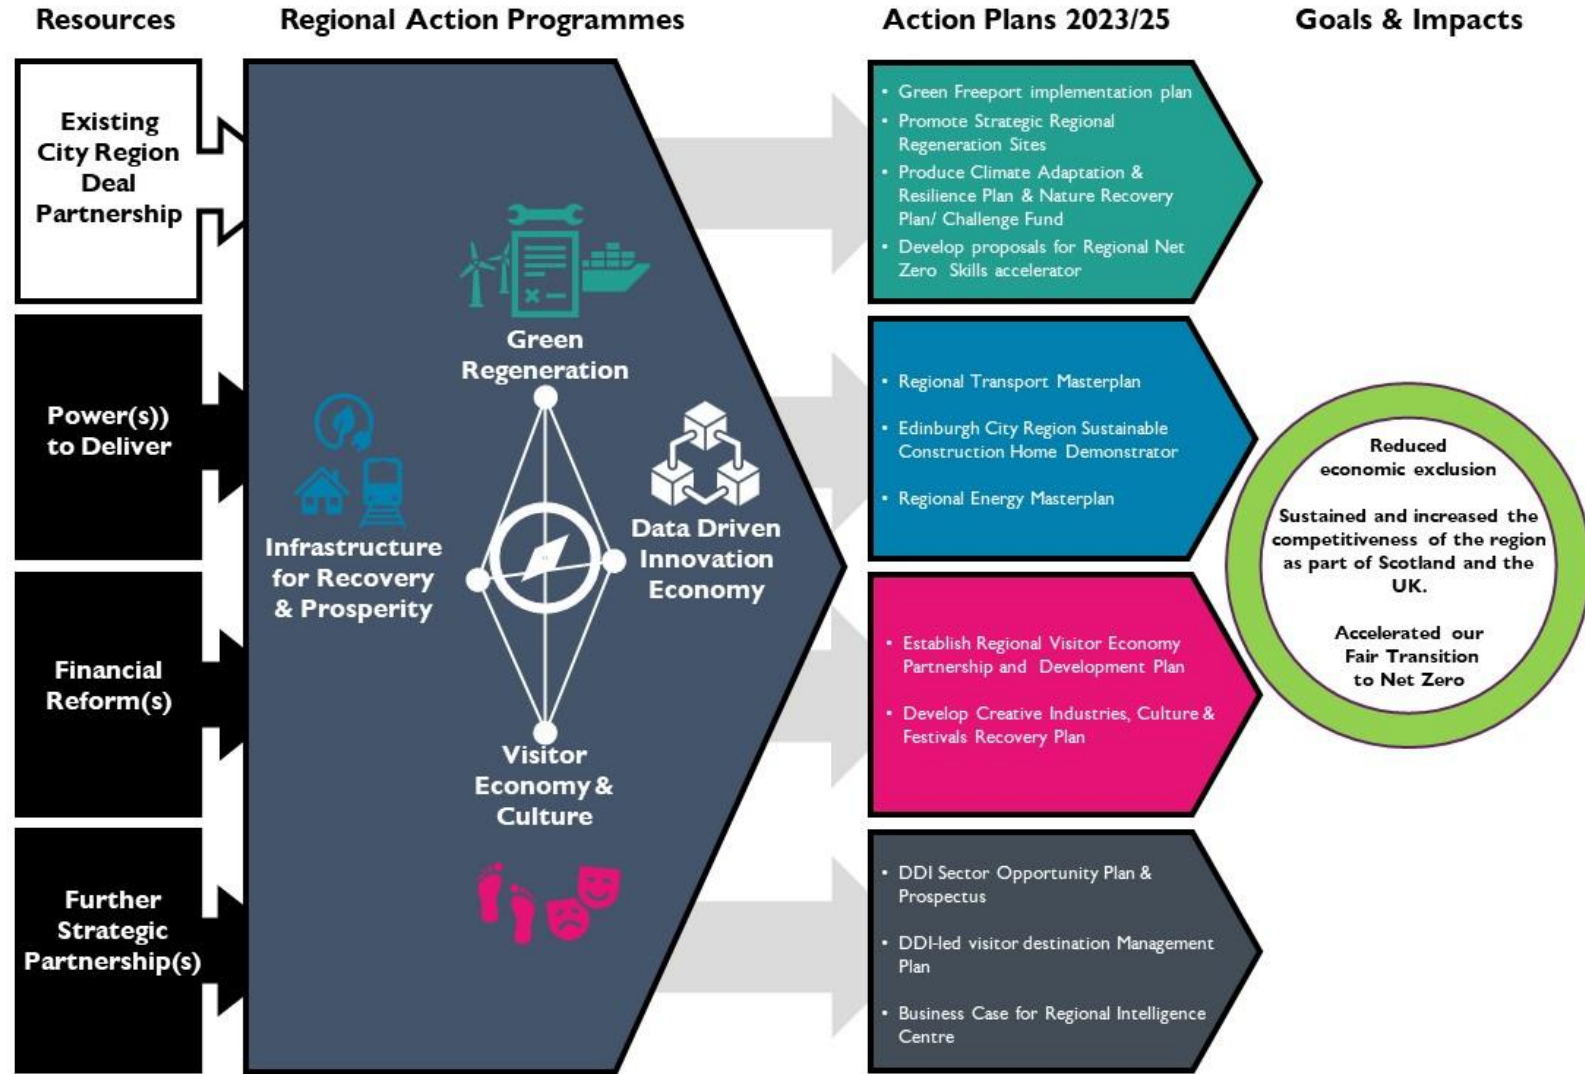 Resources
Regional Action Programmes
Action Plans 2023/25
Goals & Impacts
Existing
City Region
Deal
Partnership
Power(s))
to Deliver
Financial
Reform(s)
Further
Strategic
Partnership(s)
Green
Regeneration
Infrastructure
for Recovery
& Prosperity
Data Driven
Innovation
Economy
Visitor
Economy &
Culture
• Green Freeport implementation plan
• Promote Strategic Regional
Regeneration Sites
• Produce Climate Adaptation &
Resilience Plan & Nature Recovery
Plan/ Challenge Fund
• Develop proposals for Regional Net
Zero Skills accelerator
• Regional Transport Masterplan
• Edinburgh City Region Sustainable
Construction Home Demonstrator
• Regional Energy Masterplan
• Establish Regional Visitor Economy
Partnership and Development Plan
• Develop Creative Industries, Culture &
Festivals Recovery Plan
• DDI Sector Opportunity Plan &
Prospectus
• DDI-led visitor destination Management
Plan
• Business Case for Regional Intelligence
Centre
Reduced
economic exclusion
Sustained and increased the
competitiveness of the region
as part of Scotland and the
UK.
Accelerated our
Fair Transition
to Net Zero